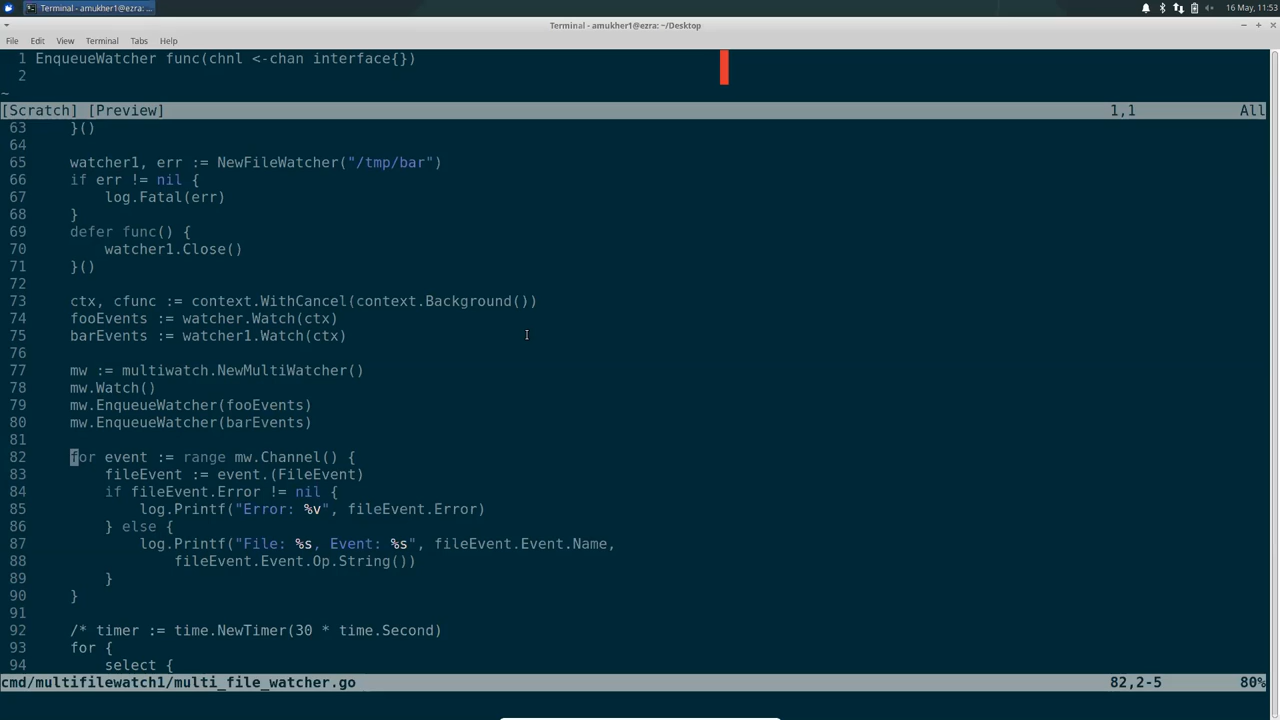 Terminal - amukher1@ezra: ...
16 May, 11:53
Terminal - amukher1@ezra: ~/Desktop
File Edit View Terminal Tabs Help
1 EnqueueWatcher func(chnl <-chan interface{})
2
~
[Scratch] [Preview] 1,1 All
63 }()
64
65 watcher1, err := NewFileWatcher("/tmp/bar")
66 if err != nil {
67 log.Fatal(err)
68 }
69 defer func() {
70 watcher1.Close()
71 }()
72
73 ctx, cfunc := context.WithCancel(context.Background())
74 fooEvents := watcher.Watch(ctx)
75 barEvents := watcher1.Watch(ctx)
76
77 mw := multiwatch.NewMultiWatcher()
78 mw.Watch()
79 mw.EnqueueWatcher(fooEvents)
80 mw.EnqueueWatcher(barEvents)
81
82 for event := range mw.Channel() {
83 fileEvent := event.(FileEvent)
84 if fileEvent.Error != nil {
85 log.Printf("Error: %v", fileEvent.Error)
86 } else {
87 log.Printf("File: %s, Event: %s", fileEvent.Event.Name,
88 fileEvent.Event.Op.String())
89 }
90 }
91
92 /* timer := time.NewTimer(30 * time.Second)
93 for {
94 select {
cmd/multifilewatch1/multi_file_watcher.go 82,2-5 80%